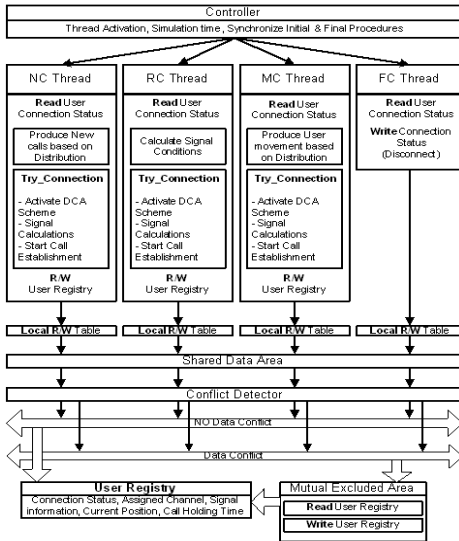 Controller
Thread Activation, Simulation time, Synchronize Initial & Final Procedures
NC Thread
Read User
Connection Status
Produce New
calls based on
Distribution
Try_Connection
- Activate DCA
Scheme
- Signal
Calculations
- Start Call
Establishment
R/W
User Registry
RC Thread
Read User
Connection Status
Calculate Signal
Conditions
Try_Connection
- Activate DCA
Scheme
- Signal
Calculations
- Start Call
Establishment
R/W
User Registry
MC Thread
Read User
Connection Status
Produce User
movement based
on Distribution
Try_Connection
- Activate DCA
Scheme
- Signal
Calculations
- Start Call
Establishment
R/W
User Registry
FC Thread
Read User
Connection Status
Write Connection
Status
(Disconnect)
Local R/W Table
Local R/W Table
Local R/W Table
Local R/W Table
Shared Data Area
Conflict Detector
NO Data Conflict
Data Conflict
User Registry
Connection Status, Assigned Channel, Signal
information, Current Position, Call Holding Time
Mutual Excluded Area
Read User Registry
Write User Registry